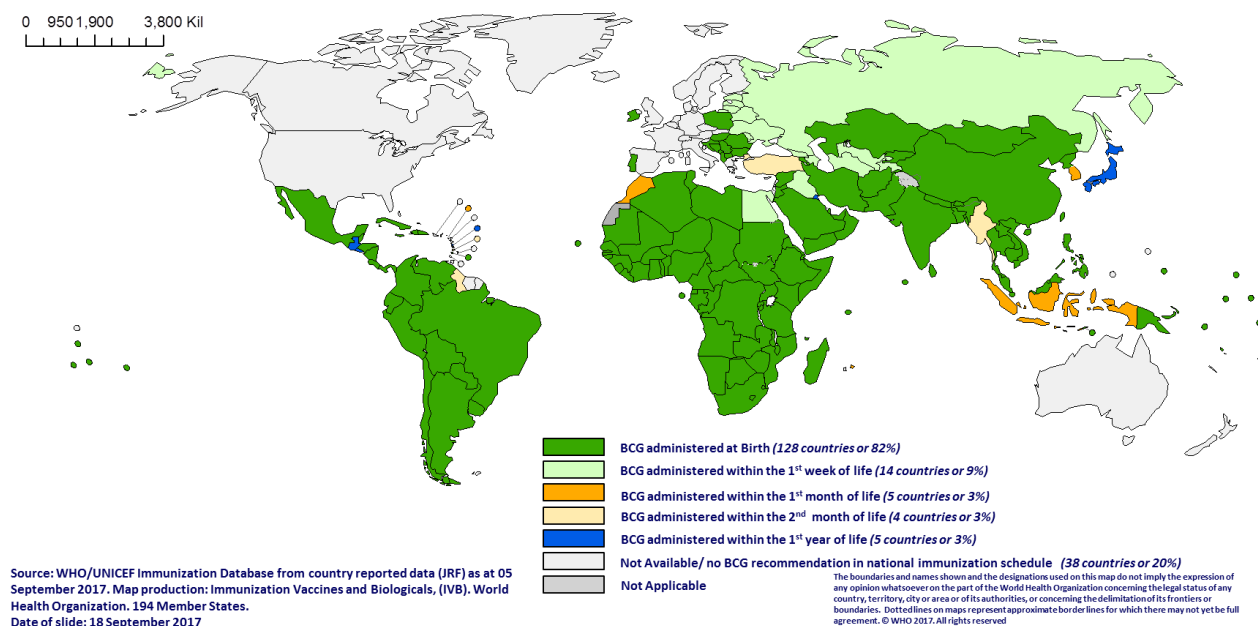 0 950 1,900 3,800 Kil
BCG administered at Birth (128 countries or 82%)
BCG administered within the 1st week of life (14 countries or 9%)
BCG administered within the 1st month of life (5 countries or 3%)
BCG administered within the 2nd month of life (4 countries or 3%)
BCG administered within the 1st year of life (5 countries or 3%)
Not Available/ no BCG recommendation in national immunization schedule (38 countries or 20%)
Not Applicable
Source: WHO/UNICEF Immunization Database from country reported data (JRF) as at 05
September 2017. Map production: Immunization Vaccines and Biologicals, (IVB). World
Health Organization. 194 Member States.
Date of slide: 18 September 2017
The boundaries and names shown and the designations used on this map do not imply the expression of
any opinion whatsoever on the part of the World Health Organization concerning the legal status of any
country, territory, city or area or of its authorities, or concerning the delimitation of its frontiers or
boundaries. Dotted lines on maps represent approximate border lines for which there may not yet be full
agreement. © WHO 2017. All rights reserved